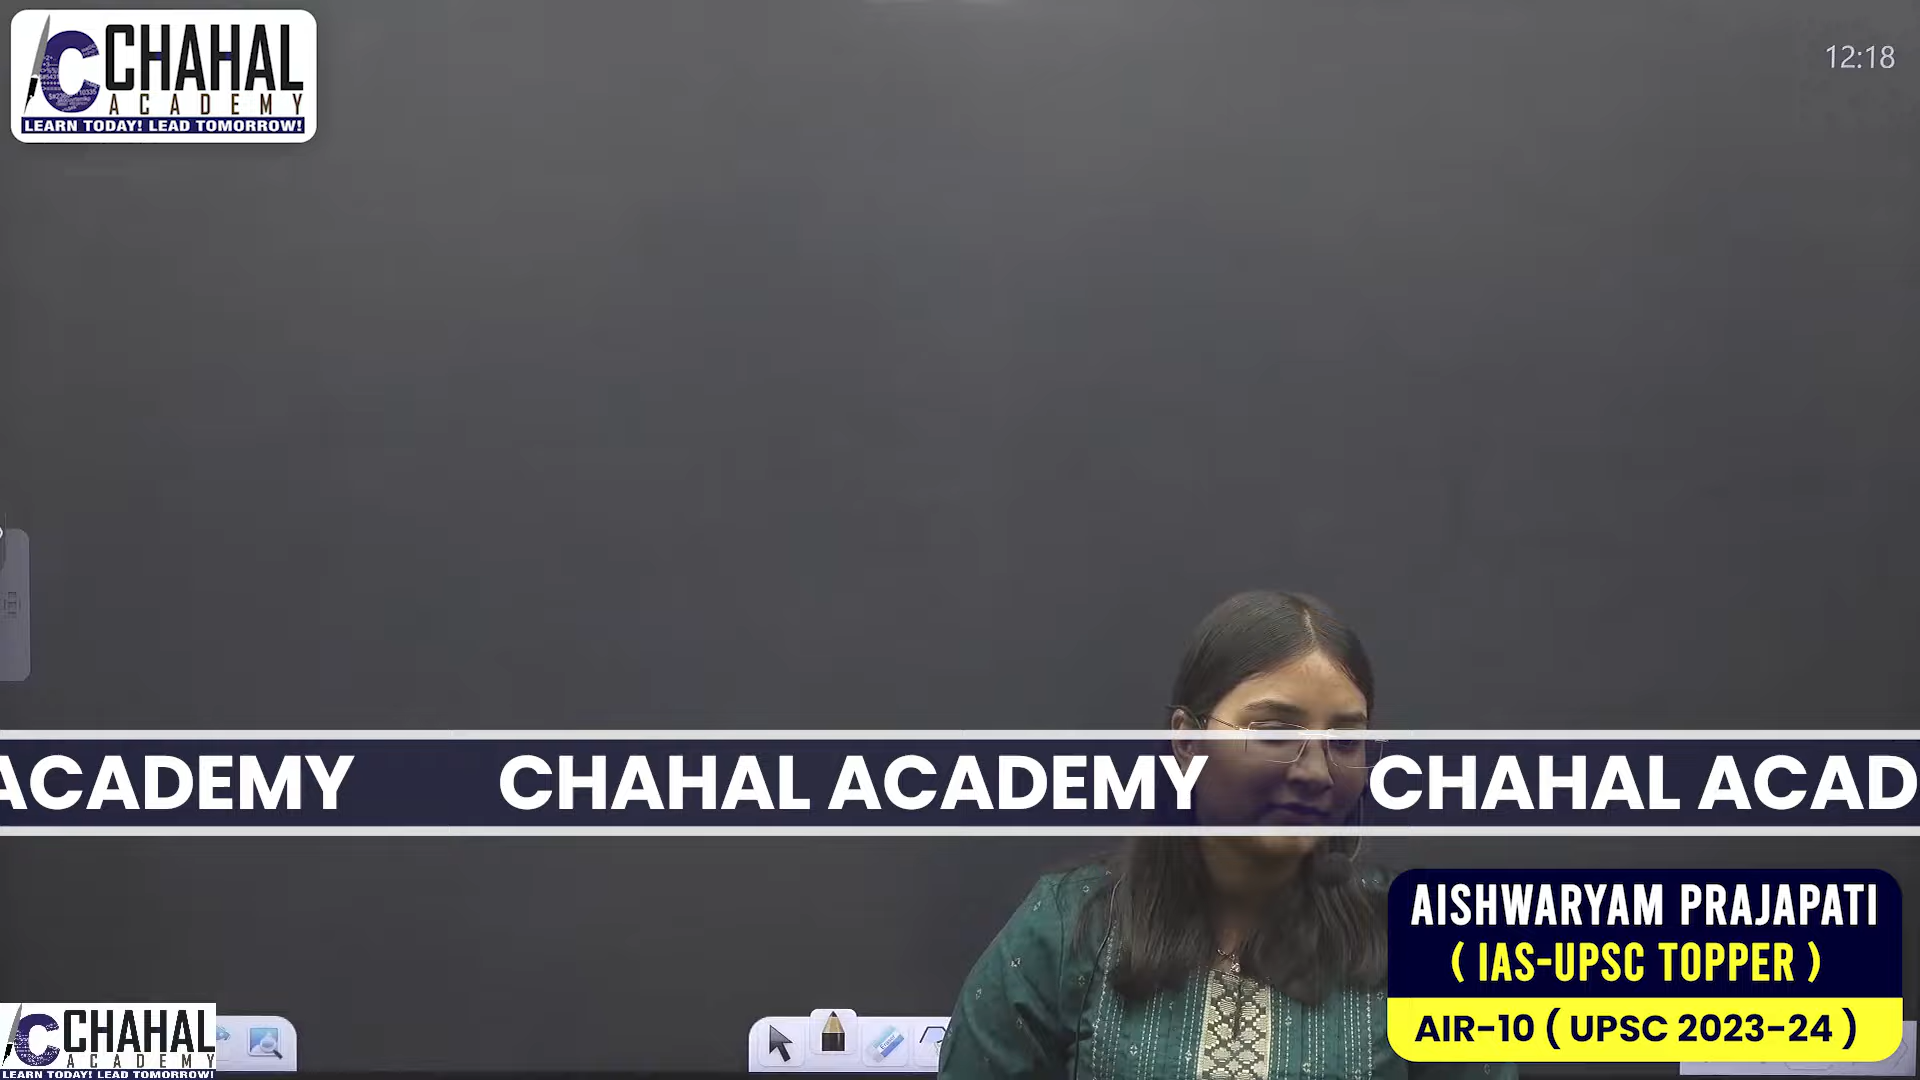 CHAHAL
ACADEMY
LEARN TODAY! LEAD TOMORROW!
12:18
ACADEMY CHAHAL ACADEMY CHAHAL ACAD
AISHWARYAM PRAJAPATI
( IAS-UPSC TOPPER )
AIR-10 ( UPSC 2023-24 )
CHAHAL
ACADEMY
LEARN TODAY! LEAD TOMORROW!